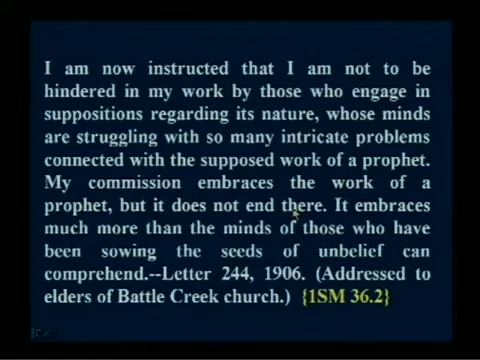 I am now instructed that I am not to be
hindered in my work by those who engage in
suppositions regarding its nature, whose minds
are struggling with so many intricate problems
connected with the supposed work of a prophet.
My commission embraces the work of a
prophet, but it does not end there. It embraces
much more than the minds of those who have
been sowing the seeds of unbelief can
comprehend.--Letter 244, 1906. (Addressed to
elders of Battle Creek church.) {1SM 36.2}